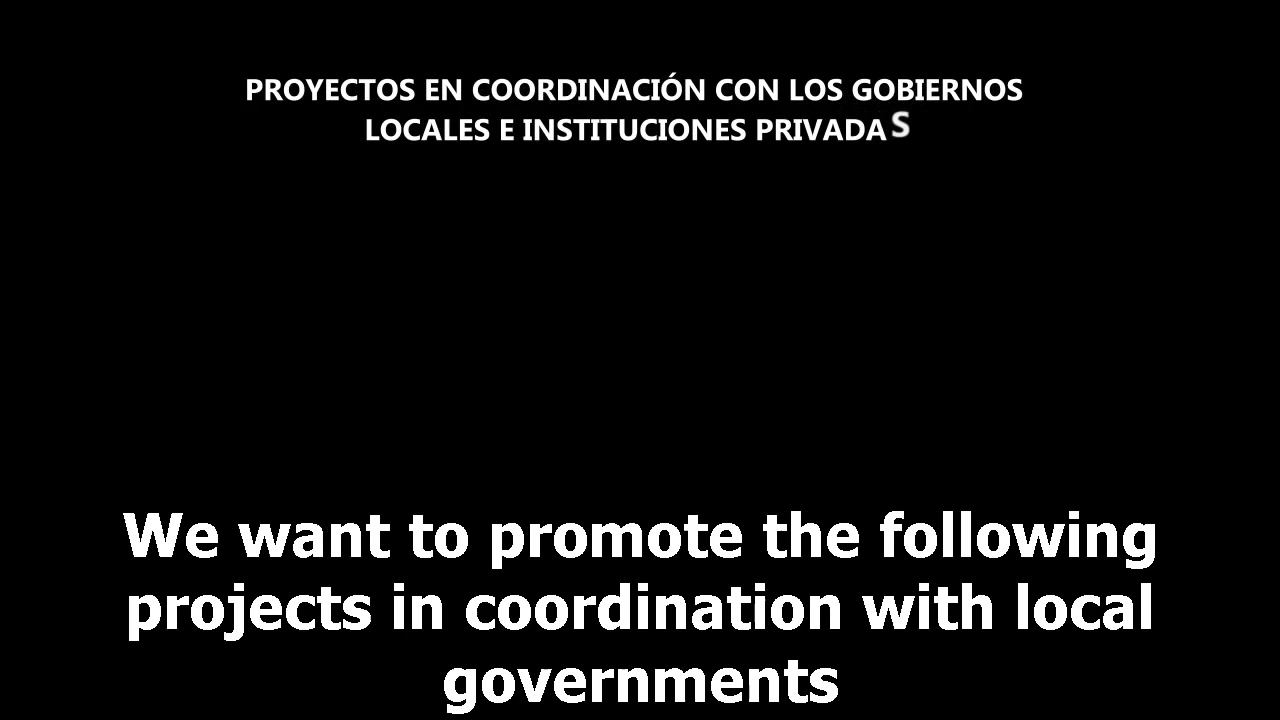 PROYECTOS EN COORDINACIÓN CON LOS GOBIERNOS
LOCALES E INSTITUCIONES PRIVADAS
We want to promote the following
projects in coordination with local
governments